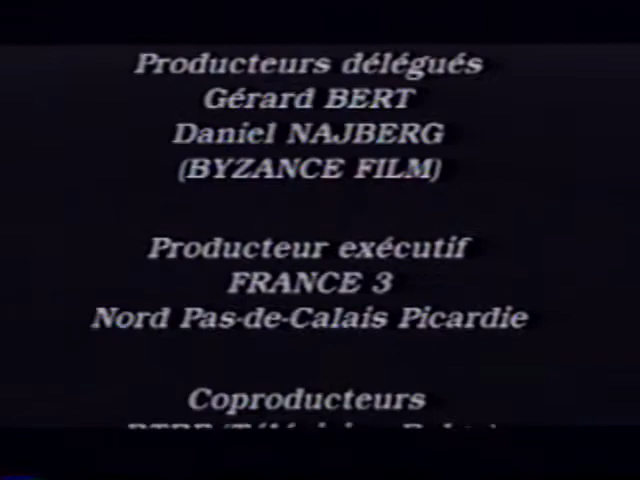 Producteurs délégués
Gérard BERT
Daniel NAJBERG
(BYZANCE FILM)
Producteur exécutif
FRANCE 3
Nord Pas-de-Calais Picardie
Coproducteurs